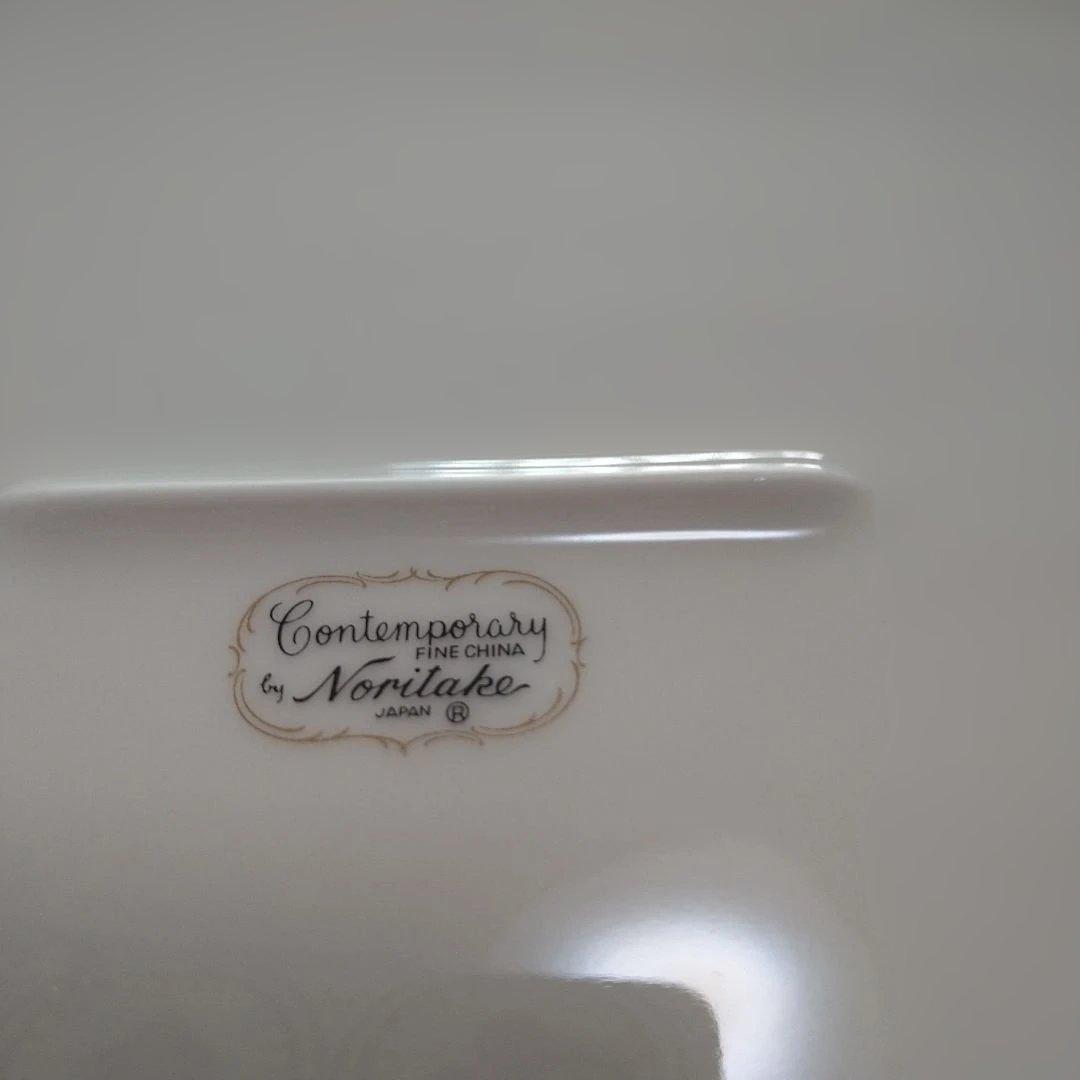 Contemporary
FINE CHINA
by Noritake
JAPAN ®